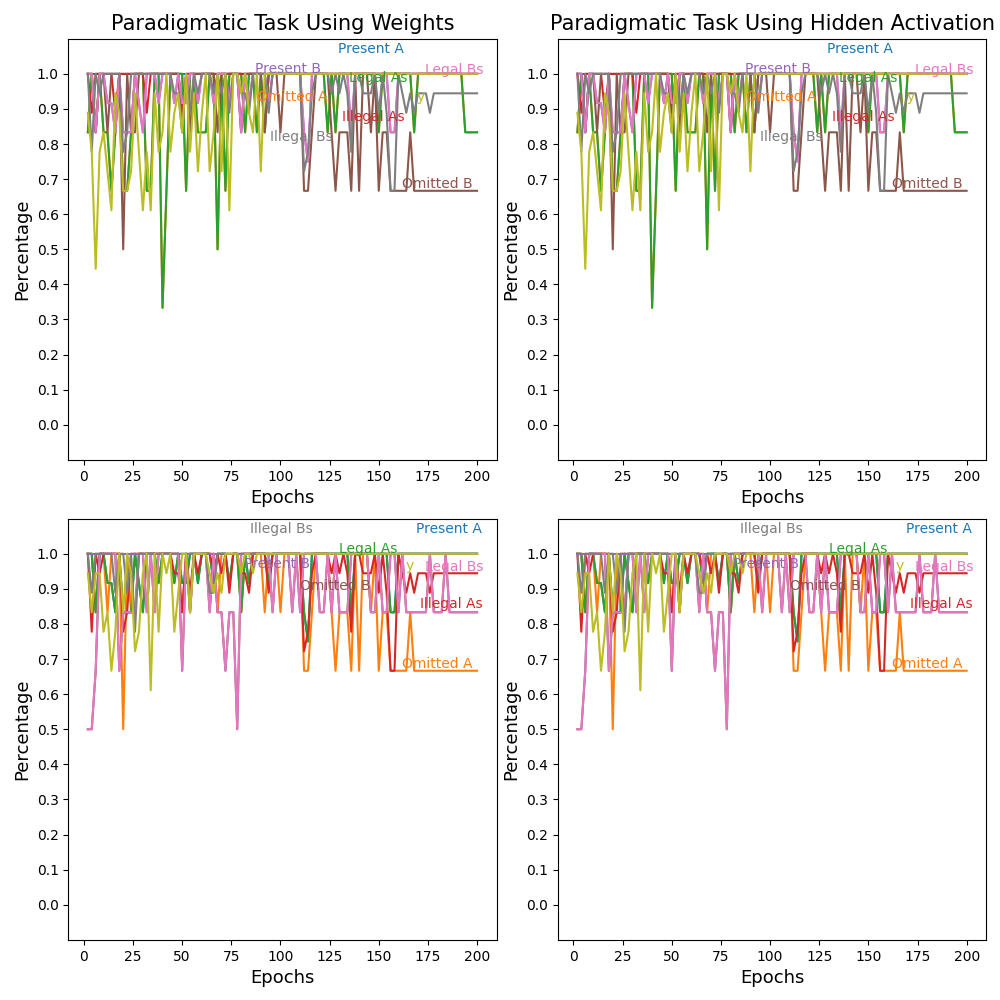 Paradigmatic Task Using Weights
Paradigmatic Task Using Hidden Activation
Present A
Present B
Legal As
Legal Bs
Omitted A
y
Illegal As
Illegal Bs
Omitted B
Percentage
1.0
0.9
0.8
0.7
0.6
0.5
0.4
0.3
0.2
0.1
0.0
0 25 50 75 100 125 150 175 200
Epochs
Present A
Present B
Legal As
Legal Bs
Omitted A
y
Illegal As
Illegal Bs
Omitted B
Percentage
1.0
0.9
0.8
0.7
0.6
0.5
0.4
0.3
0.2
0.1
0.0
0 25 50 75 100 125 150 175 200
Epochs
Illegal Bs
Present A
Legal As
Present B
y
Legal Bs
Omitted B
Illegal As
Omitted A
Percentage
1.0
0.9
0.8
0.7
0.6
0.5
0.4
0.3
0.2
0.1
0.0
0 25 50 75 100 125 150 175 200
Epochs
Illegal Bs
Present A
Legal As
Present B
y
Legal Bs
Omitted B
Illegal As
Omitted A
Percentage
1.0
0.9
0.8
0.7
0.6
0.5
0.4
0.3
0.2
0.1
0.0
0 25 50 75 100 125 150 175 200
Epochs